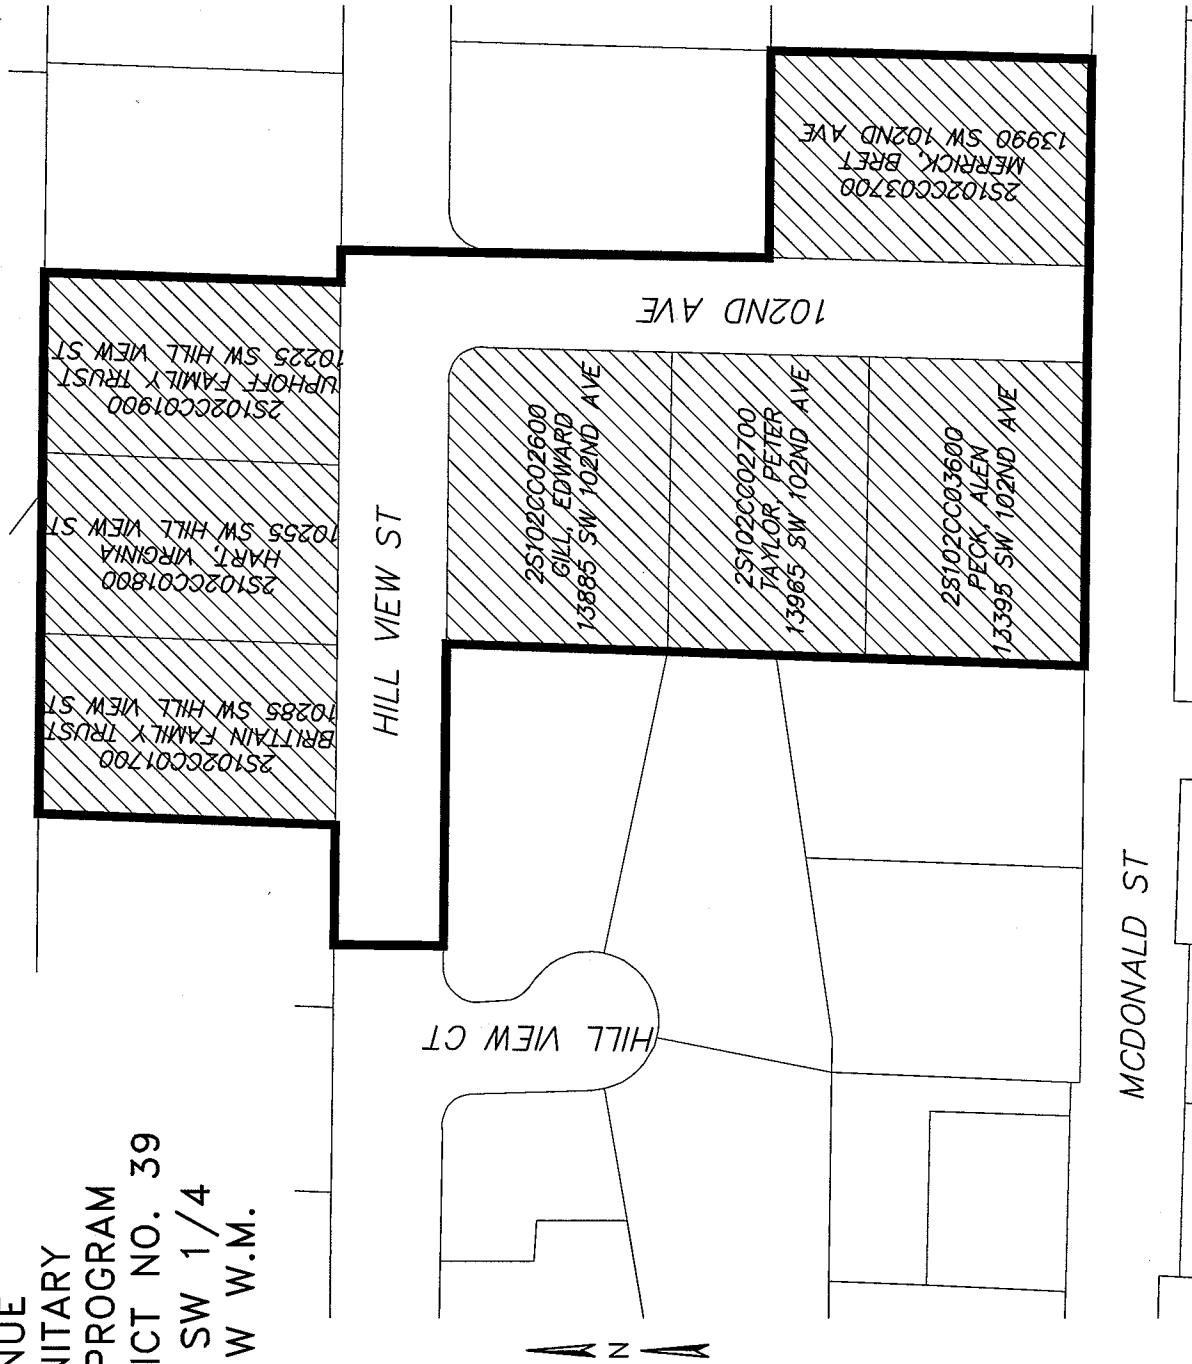 NUE
NITARY
PROGRAM
ICT NO. 39
SW 1/4
W W.M.
2S102CC01700
BRITTAIN FAMILY TRUST
10285 SW HILL VIEW ST
2S102CC01800
HART, VIRGINIA
10255 SW HILL VIEW ST
2S102CC01900
UPHOFF FAMILY TRUST
10225 SW HILL VIEW ST
HILL VIEW ST
HILL VIEW CT
2S102CC02600
GILL, EDWARD
13885 SW 102ND AVE
2S102CC02700
TAYLOR, PETER
13965 SW 102ND AVE
2S102CC03600
PECK, ALEN
13395 SW 102ND AVE
102ND AVE
2S102CC03700
MERRICK, BRET
13990 SW 102ND AVE
MCDONALD ST
N